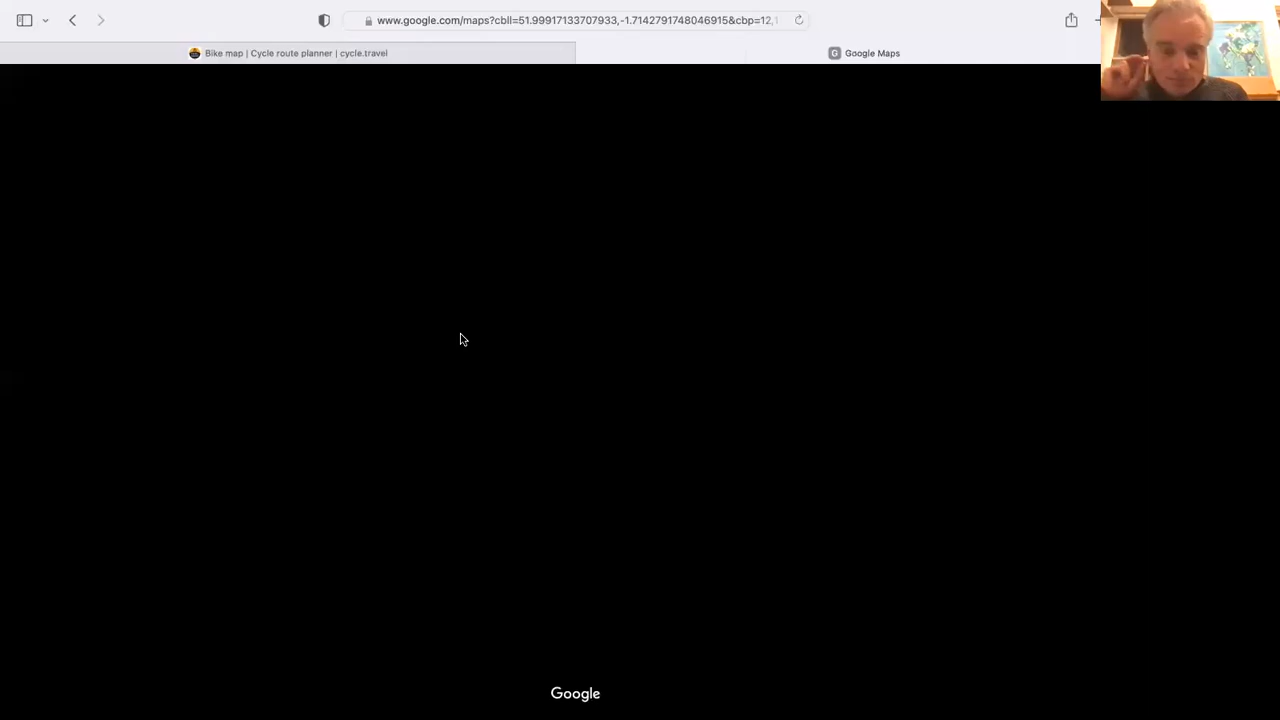 www.google.com/maps?cbll=51.99917133707933,-1.7142791748046915&cbp=12,
Bike map | Cycle route planner | cycle.travel
G Google Maps
Google